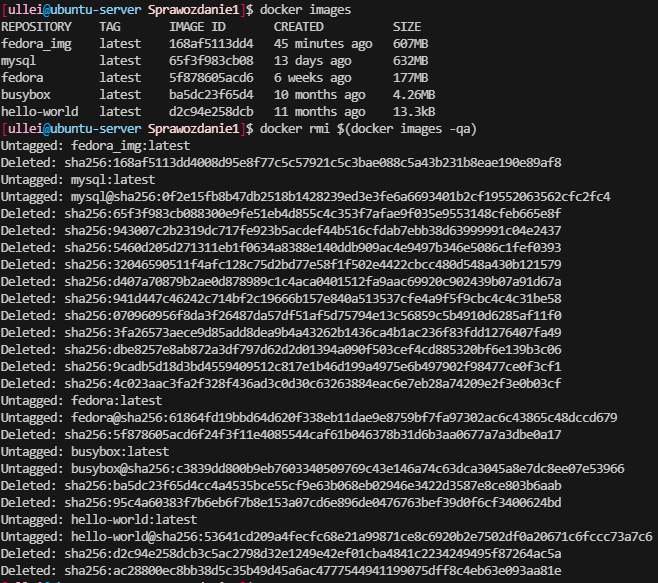 [ullei@ubuntu-server Sprawozdanie1]$ docker images
REPOSITORY TAG IMAGE ID CREATED SIZE
fedora_img latest 168af5113dd4 45 minutes ago 607MB
mysql latest 65f3f983cb08 13 days ago 632MB
fedora latest 5f878605acd6 6 weeks ago 177MB
busybox latest ba5dc23f65d4 10 months ago 4.26MB
hello-world latest d2c94e258dcb 11 months ago 13.3kB
[ullei@ubuntu-server Sprawozdanie1]$ docker rmi $(docker images -qa)
Untagged: fedora_img:latest
Deleted: sha256:168af5113dd4008d95e8f77c5c57921c5c3bae088c5a43b231b8eae190e89af8
Untagged: mysql:latest
Untagged: mysql@sha256:0f2e15fb8b47db2518b1428239ed3e3fe6a6693401b2cf19552063562cfc2fc4
Deleted: sha256:65f3f983cb088300e9fe51eb4d855c4c353f7afae9f035e9553148cfeb665e8f
Deleted: sha256:943007c2b2319dc717fe923b5acdef44b516cfdab7ebb38d63999991c04e2437
Deleted: sha256:5460d205d271311eb1f0634a8388e140ddb909ac4e9497b346e5086c1fef0393
Deleted: sha256:32046590511f4afc128c75d2bd77e58f1f502e4422cbcc480d548a430b121579
Deleted: sha256:d407a70879b2ae0d878989c1c4aca0401512fa9aac69920c902439b07a91d67a
Deleted: sha256:941d447c46242c714bf2c19666b157e840a513537cfe4a9f5f9cbc4c4c31be58
Deleted: sha256:070960956f8da3f26487da57df51af5d75794e13c56859c5b4910d6285af11f0
Deleted: sha256:3fa26573aece9d85add8dea9b4a43262b1436ca4b1ac236f83fdd1276407fa49
Deleted: sha256:dbe8257e8ab872a3df797d62d2d01394a090f503cef4cd885320bf6e139b3c06
Deleted: sha256:9cadb5d18d3bd4559409512c817e1b46d199a4975e6b497902f98477ce0f3cf1
Deleted: sha256:4c023aac3fa2f328f436ad3c0d30c63263884eac6e7eb28a74209e2f3e0b03cf
Untagged: fedora:latest
Untagged: fedora@sha256:61864fd19bbd64d620f338eb11dae9e8759bf7fa97302ac6c43865c48dccd679
Deleted: sha256:5f878605acd6f24f3f11e4085544caf61b046378b31d6b3aa0677a7a3dbe0a17
Untagged: busybox:latest
Untagged: busybox@sha256:c3839dd800b9eb7603340509769c43e146a74c63dca3045a8e7dc8ee07e53966
Deleted: sha256:ba5dc23f65d4cc4a4535bce55cf9e63b068eb02946e3422d3587e8ce803b6aab
Deleted: sha256:95c4a60383f7b6eb6f7b8e153a07cd6e896de0476763bef39d0f6cf3400624bd
Untagged: hello-world:latest
Untagged: hello-world@sha256:53641cd209a4fecfc68e21a99871ce8c6920b2e7502df0a20671c6fccc73a7c6
Deleted: sha256:d2c94e258dcb3c5ac2798d32e1249e42ef01cba4841c2234249495f87264ac5a
Deleted: sha256:ac28800ec8bb38d5c35b49d45a6ac4777544941199075dff8c4eb63e093aa81e